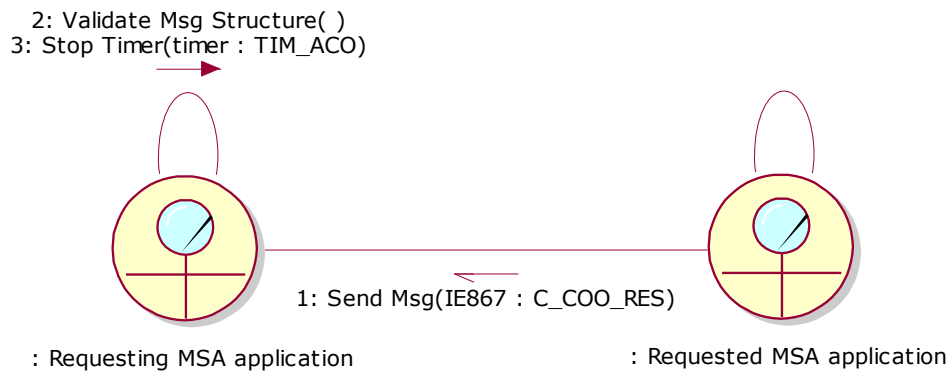 2: Validate Msg Structure( )
3: Stop Timer(timer : TIM_ACO)
1: Send Msg(IE867 : C_COO_RES)
: Requesting MSA application
: Requested MSA application